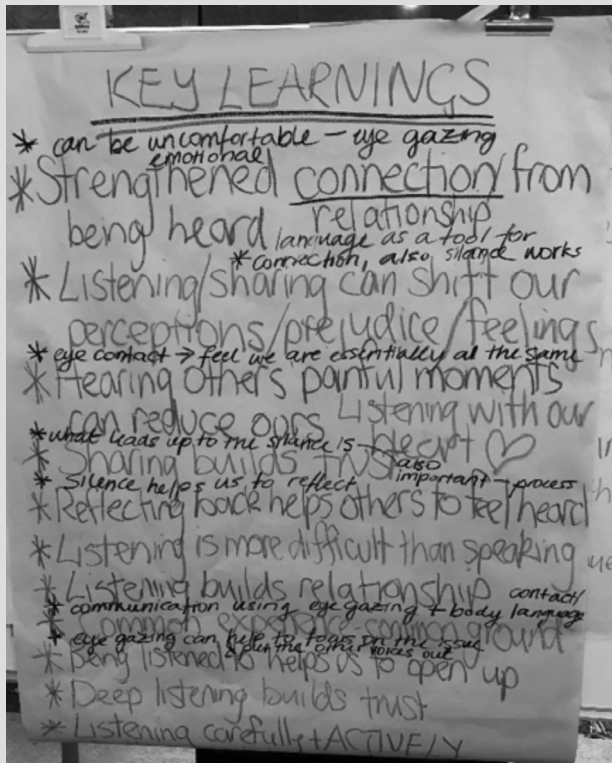 KEY LEARNINGS
* can be uncomfortable – eye gazing
emotional
* Strengthened connection/from
being heard relationship
language as a tool for
* connection, also, silance works
* Listening/sharing can shift our
perceptions/prejudice/feelings
* eye contact → feel we are essentially al the same
* Hearing others painful moments
can reduce ours Listening with our
heart ♡
* what leads up to the silance is
also important – process
* Sharing builds trust
* Silence helps us to reflect
* Reflecting back helps others to feel heard
* Listening is more difficult than speaking
* Listening builds relationship contact/
* communication using eye gazing + body language
* Common experience common ground
* eye gazing can help to focus on the issue
& put the other voices out
* Being listened to helps us to open up
* Deep listening builds trust
* Listening carefully + ACTIVELY